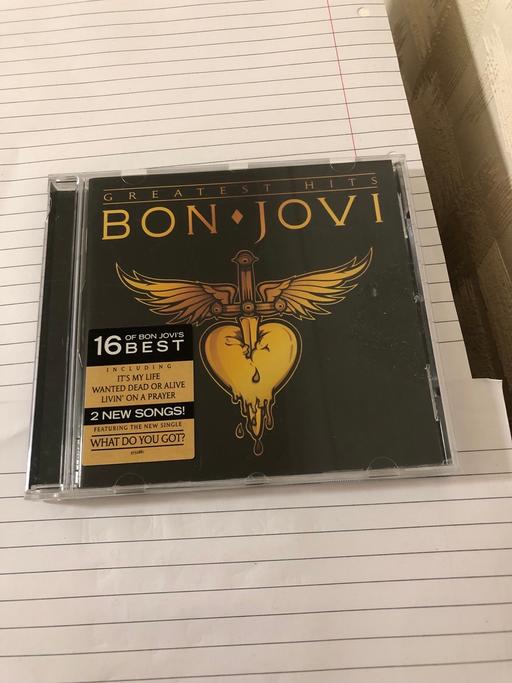 GREATEST HITS
BON♦JOVI
16 OF BON JOVI'S
BEST
INCLUDING
IT'S MY LIFE
WANTED DEAD OR ALIVE
LIVIN' ON A PRAYER
2 NEW SONGS!
FEATURING THE NEW SINGLE
WHAT DO YOU GOT?